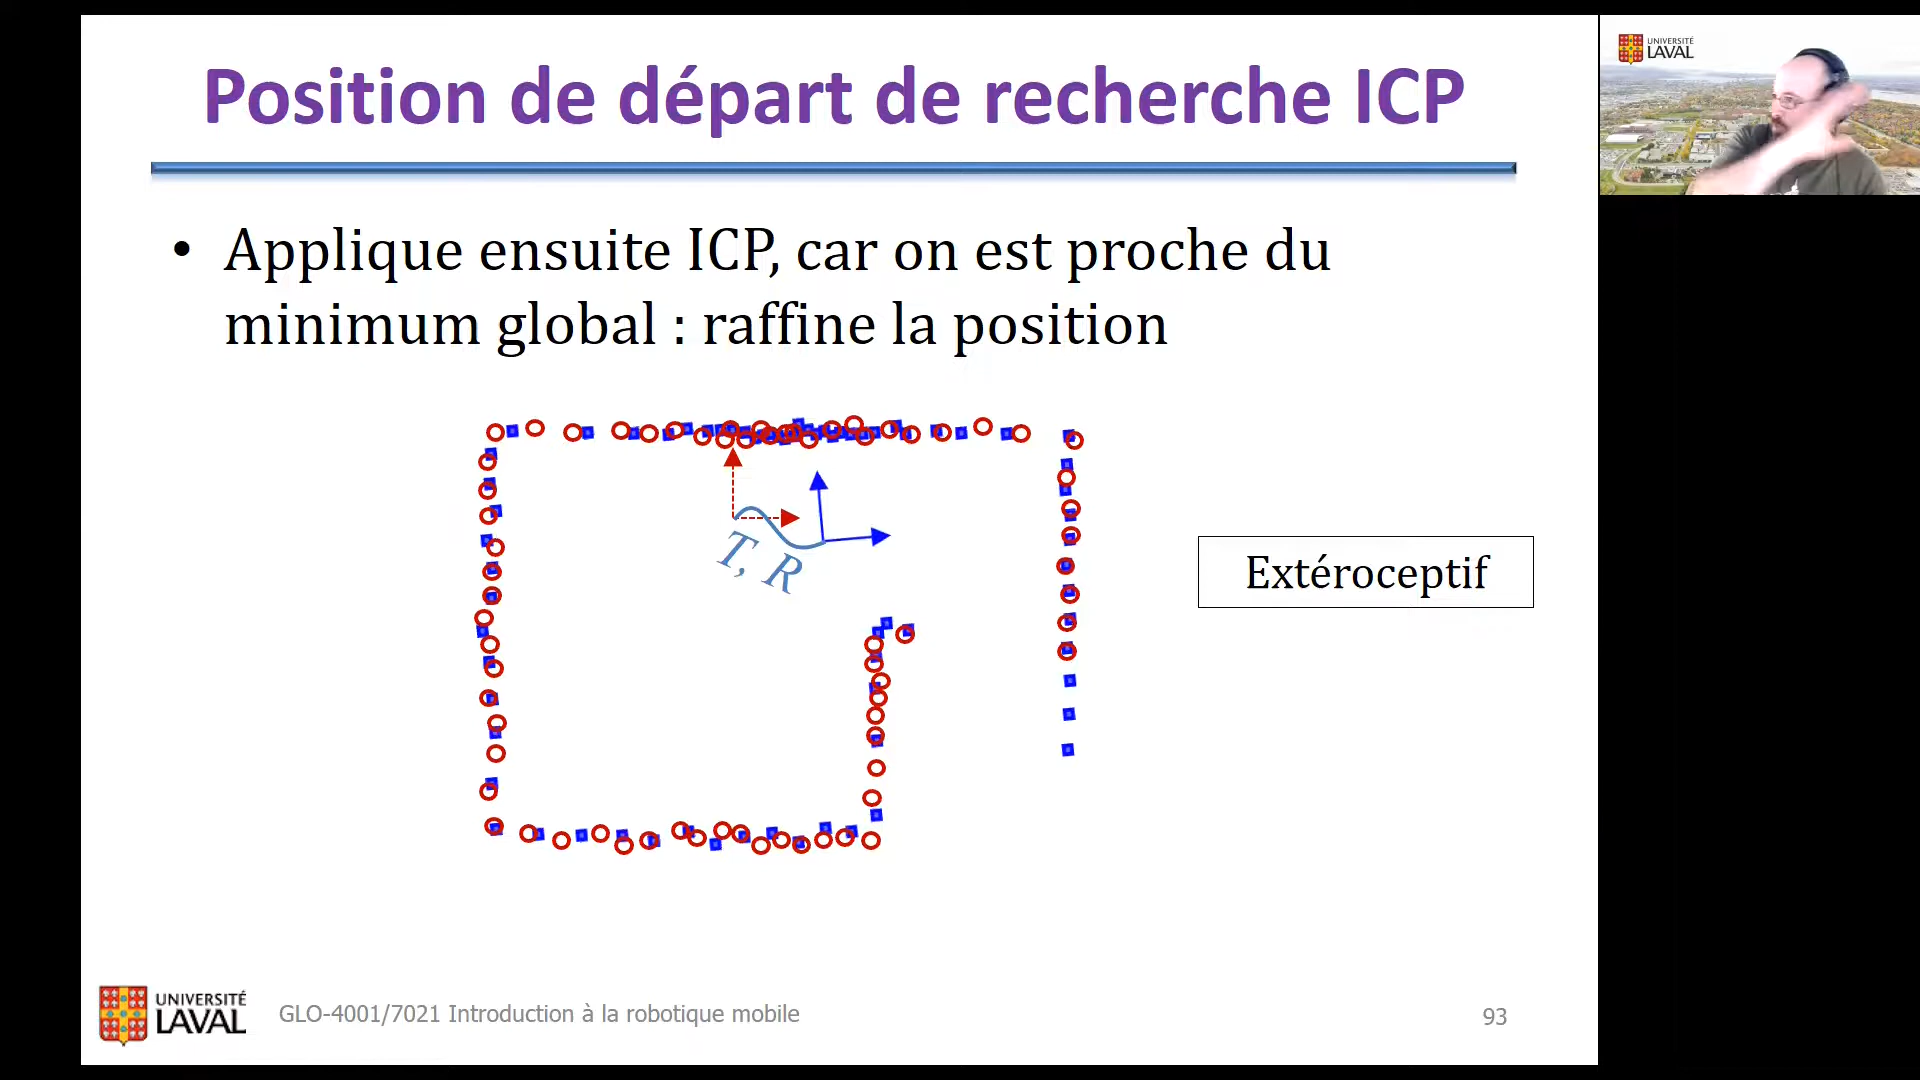 Position de départ de recherche ICP
UNIVERSITÉ
LAVAL
• Applique ensuite ICP, car on est proche du
minimum global : raffine la position
T, R
Extéroceptif
UNIVERSITÉ
LAVAL
GLO-4001/7021 Introduction à la robotique mobile
93